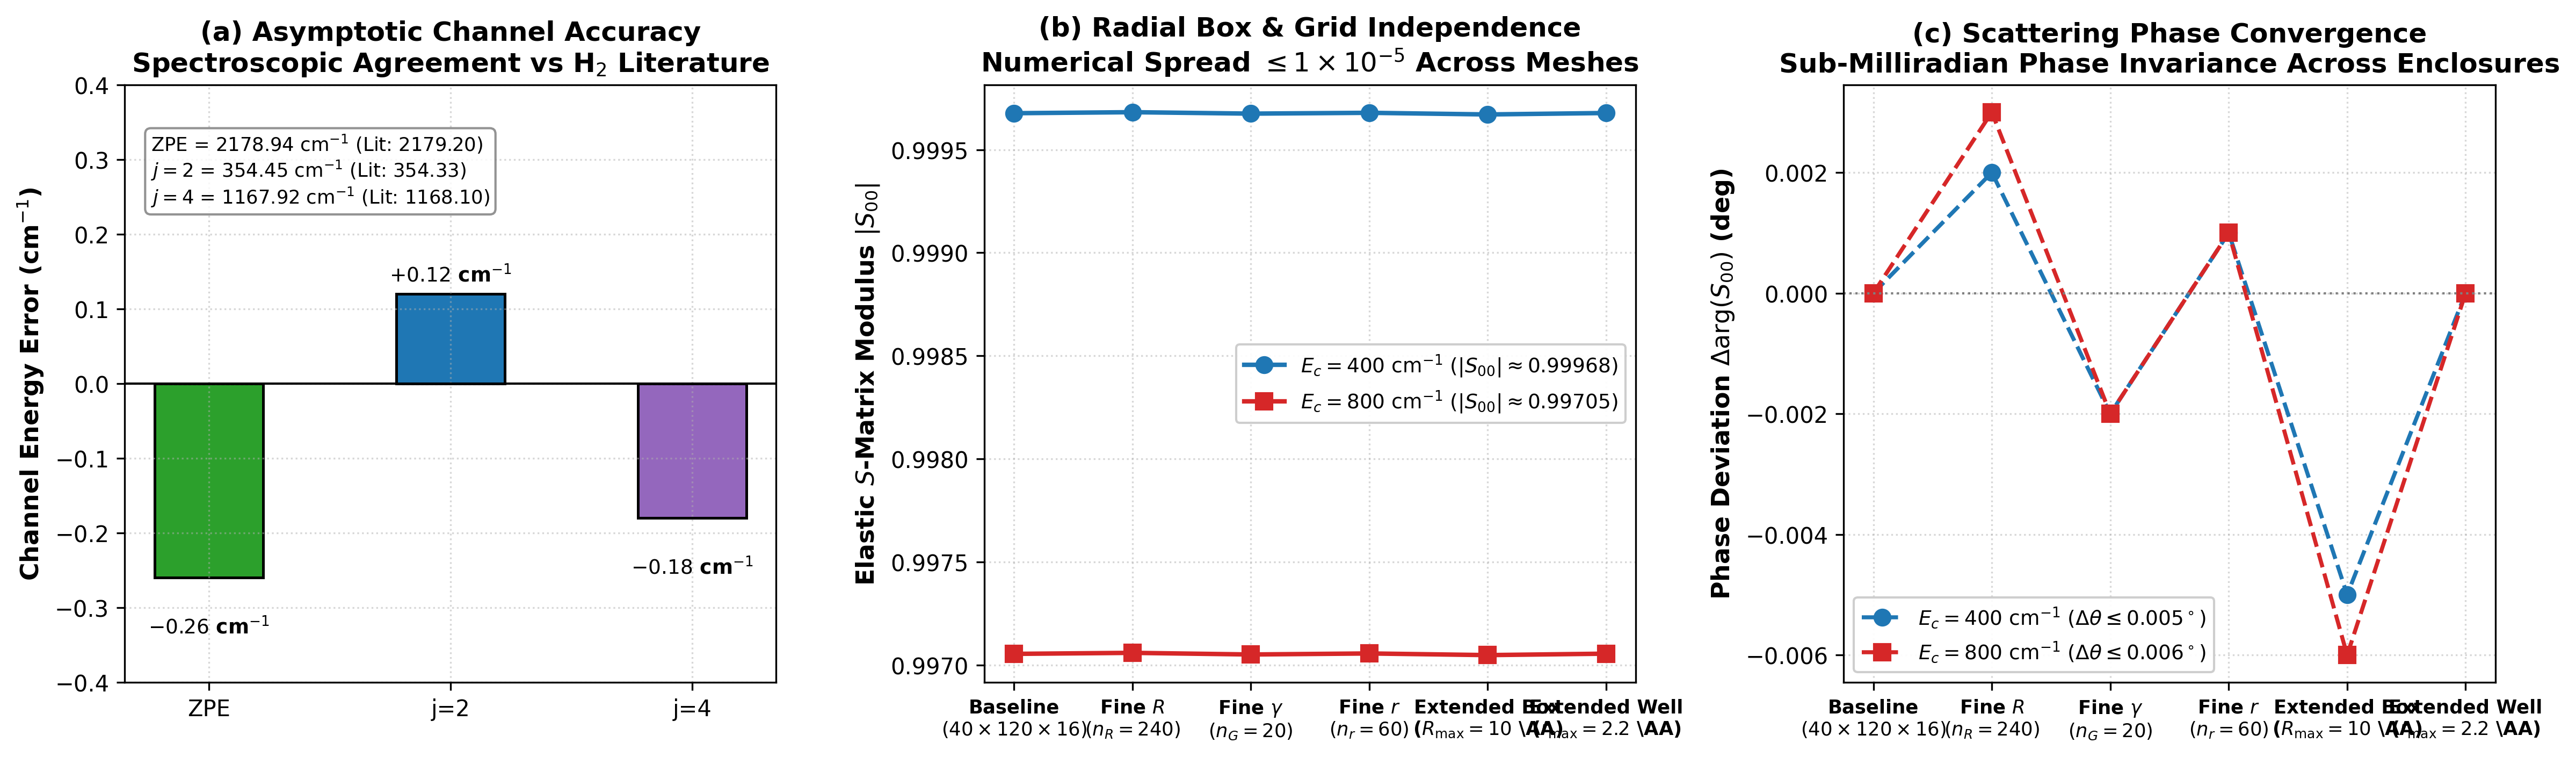 (a) Asymptotic Channel Accuracy
Spectroscopic Agreement vs H₂ Literature
Channel Energy Error (cm⁻¹)
0.4
0.3
0.2
0.1
0.0
−0.1
−0.2
−0.3
−0.4
ZPE = 2178.94 cm⁻¹ (Lit: 2179.20)
j = 2 = 354.45 cm⁻¹ (Lit: 354.33)
j = 4 = 1167.92 cm⁻¹ (Lit: 1168.10)
+0.12 cm⁻¹
−0.18 cm⁻¹
−0.26 cm⁻¹
ZPE
j=2
j=4
(b) Radial Box & Grid Independence
Numerical Spread ≤ 1 × 10⁻⁵ Across Meshes
Elastic S-Matrix Modulus |S₀₀|
0.9995
0.9990
0.9985
0.9980
0.9975
0.9970
E_c = 400 cm⁻¹ (|S₀₀| ≈ 0.99968)
E_c = 800 cm⁻¹ (|S₀₀| ≈ 0.99705)
Baseline
(40 × 120 × 16)
Fine R
(n_R = 240)
Fine γ
(n_G = 20)
Fine r
(n_r = 60)
Extended Box
(R_max = 10 \AA)
Extended Well
= 2.2 \AA)
(c) Scattering Phase Convergence
Sub-Milliradian Phase Invariance Across Enclosures
Phase Deviation Δarg(S₀₀) (deg)
0.002
0.000
−0.002
−0.004
−0.006
E_c = 400 cm⁻¹ (Δθ ≤ 0.005°)
E_c = 800 cm⁻¹ (Δθ ≤ 0.006°)
Baseline
(40 × 120 × 16)
Fine R
(n_R = 240)
Fine γ
(n_G = 20)
Fine r
(n_r = 60)
Extended Box
(R_max = 10 \AA)
Extended Well
= 2.2 \AA)